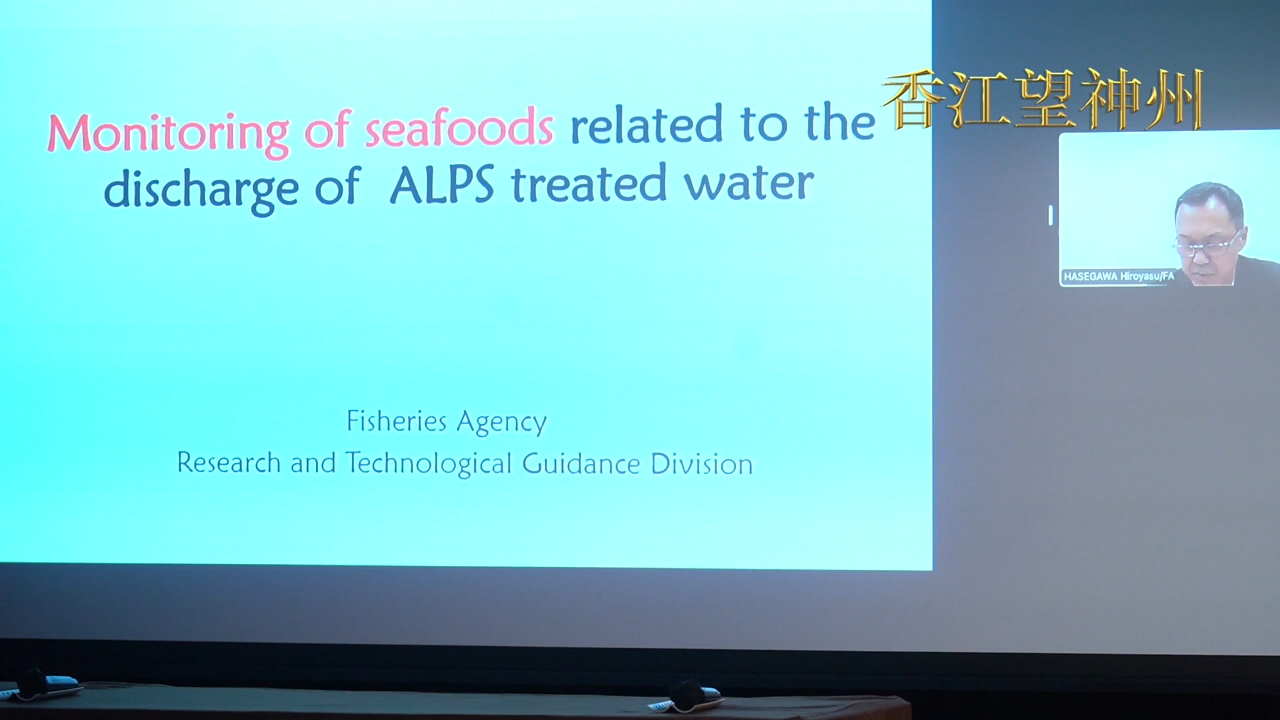 香江望神州
Monitoring of seafoods related to the
discharge of ALPS treated water
HASEGAWA Hiroyasu/FA
Fisheries Agency
Research and Technological Guidance Division